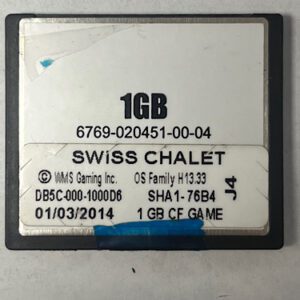 1GB
6769-020451-00-04
SWiSS CHALET
© WMS Gaming Inc. OS Family H13.33
DB5C-000-1000D6 SHA1-76B4
01/03/2014 1 GB CF GAME
J4